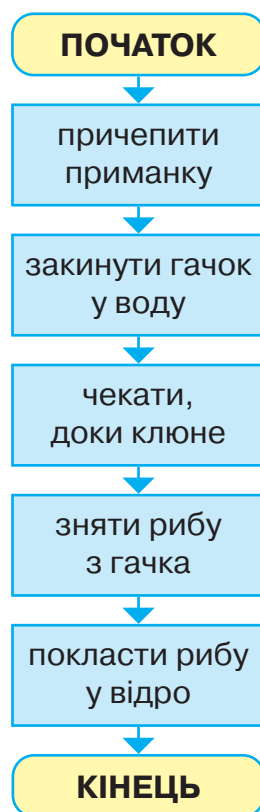 ПОЧАТОК
причепити
приманку
закинути гачок
у воду
чекати,
доки клюне
зняти рибу
з гачка
покласти рибу
у відро
КІНЕЦЬ